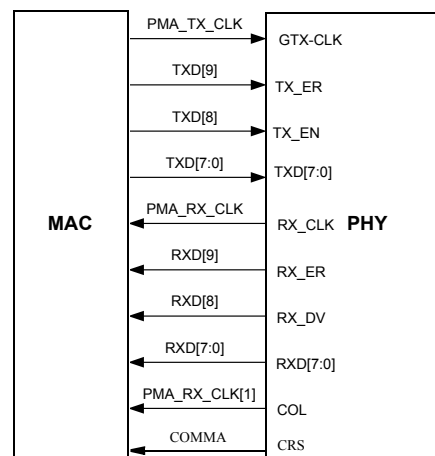 PMA_TX_CLK
GTX-CLK
TXD[9]
TX_ER
TXD[8]
TX_EN
TXD[7:0]
TXD[7:0]
PMA_RX_CLK
MAC
RX_CLK PHY
RXD[9]
RX_ER
RXD[8]
RX_DV
RXD[7:0]
RXD[7:0]
PMA_RX_CLK[1]
COL
COMMA
CRS